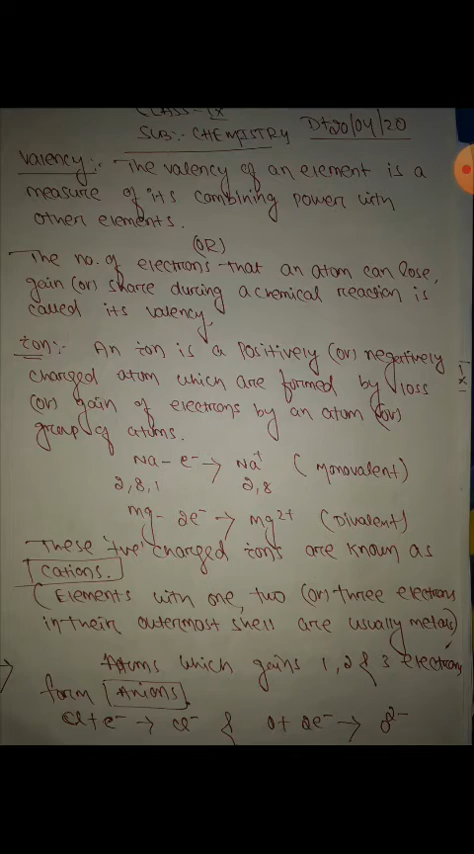 CLASS-IX
SUB:- CHEMISTRY Dt 20/04/20
Valency:- The valency of an element is a
measure of its combining power with
other elements.
(OR)
The no. of electrons that an atom can lose,
gain (or) share during a chemical reaction is
called its valency.
ion:- An ion is a positively (or) negertively
charged atom which are formed by loss
(or) gain of electrons by an atom (or)
group of atoms.
Na - e⁻ → Na⁺ (Monovalent)
2,8,1 2,8
Mg - 2e⁻ → Mg²⁺ (Divalent)
These '+ve' charged ion's are known as
Cations.
(Elements with one, two (or) three electrons
in their outermost shell are usually metals)
Atoms which gains 1, 2 & 3 electrons
form Anions
Cl + e⁻ → Cl⁻ & O + 2e⁻ → O²⁻